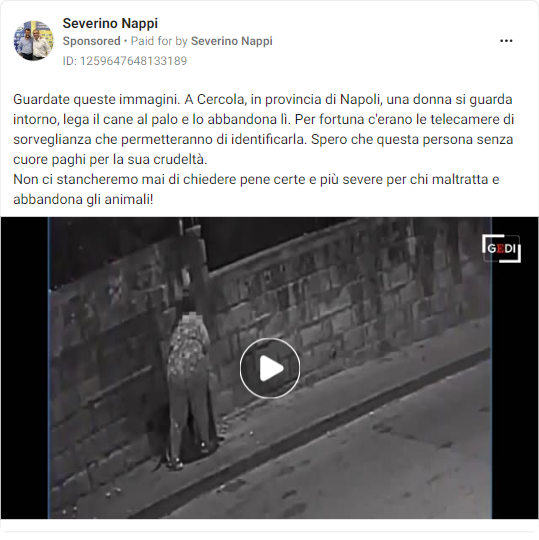 Severino Nappi
Sponsored • Paid for by Severino Nappi
ID: 1259647648133189
Guardate queste immagini. A Cercola, in provincia di Napoli, una donna si guarda
intorno, lega il cane al palo e lo abbandona lì. Per fortuna c'erano le telecamere di
sorveglianza che permetteranno di identificarla. Spero che questa persona senza
cuore paghi per la sua crudeltà.
Non ci stancheremo mai di chiedere pene certe e più severe per chi maltratta e
abbandona gli animali!
GEDI